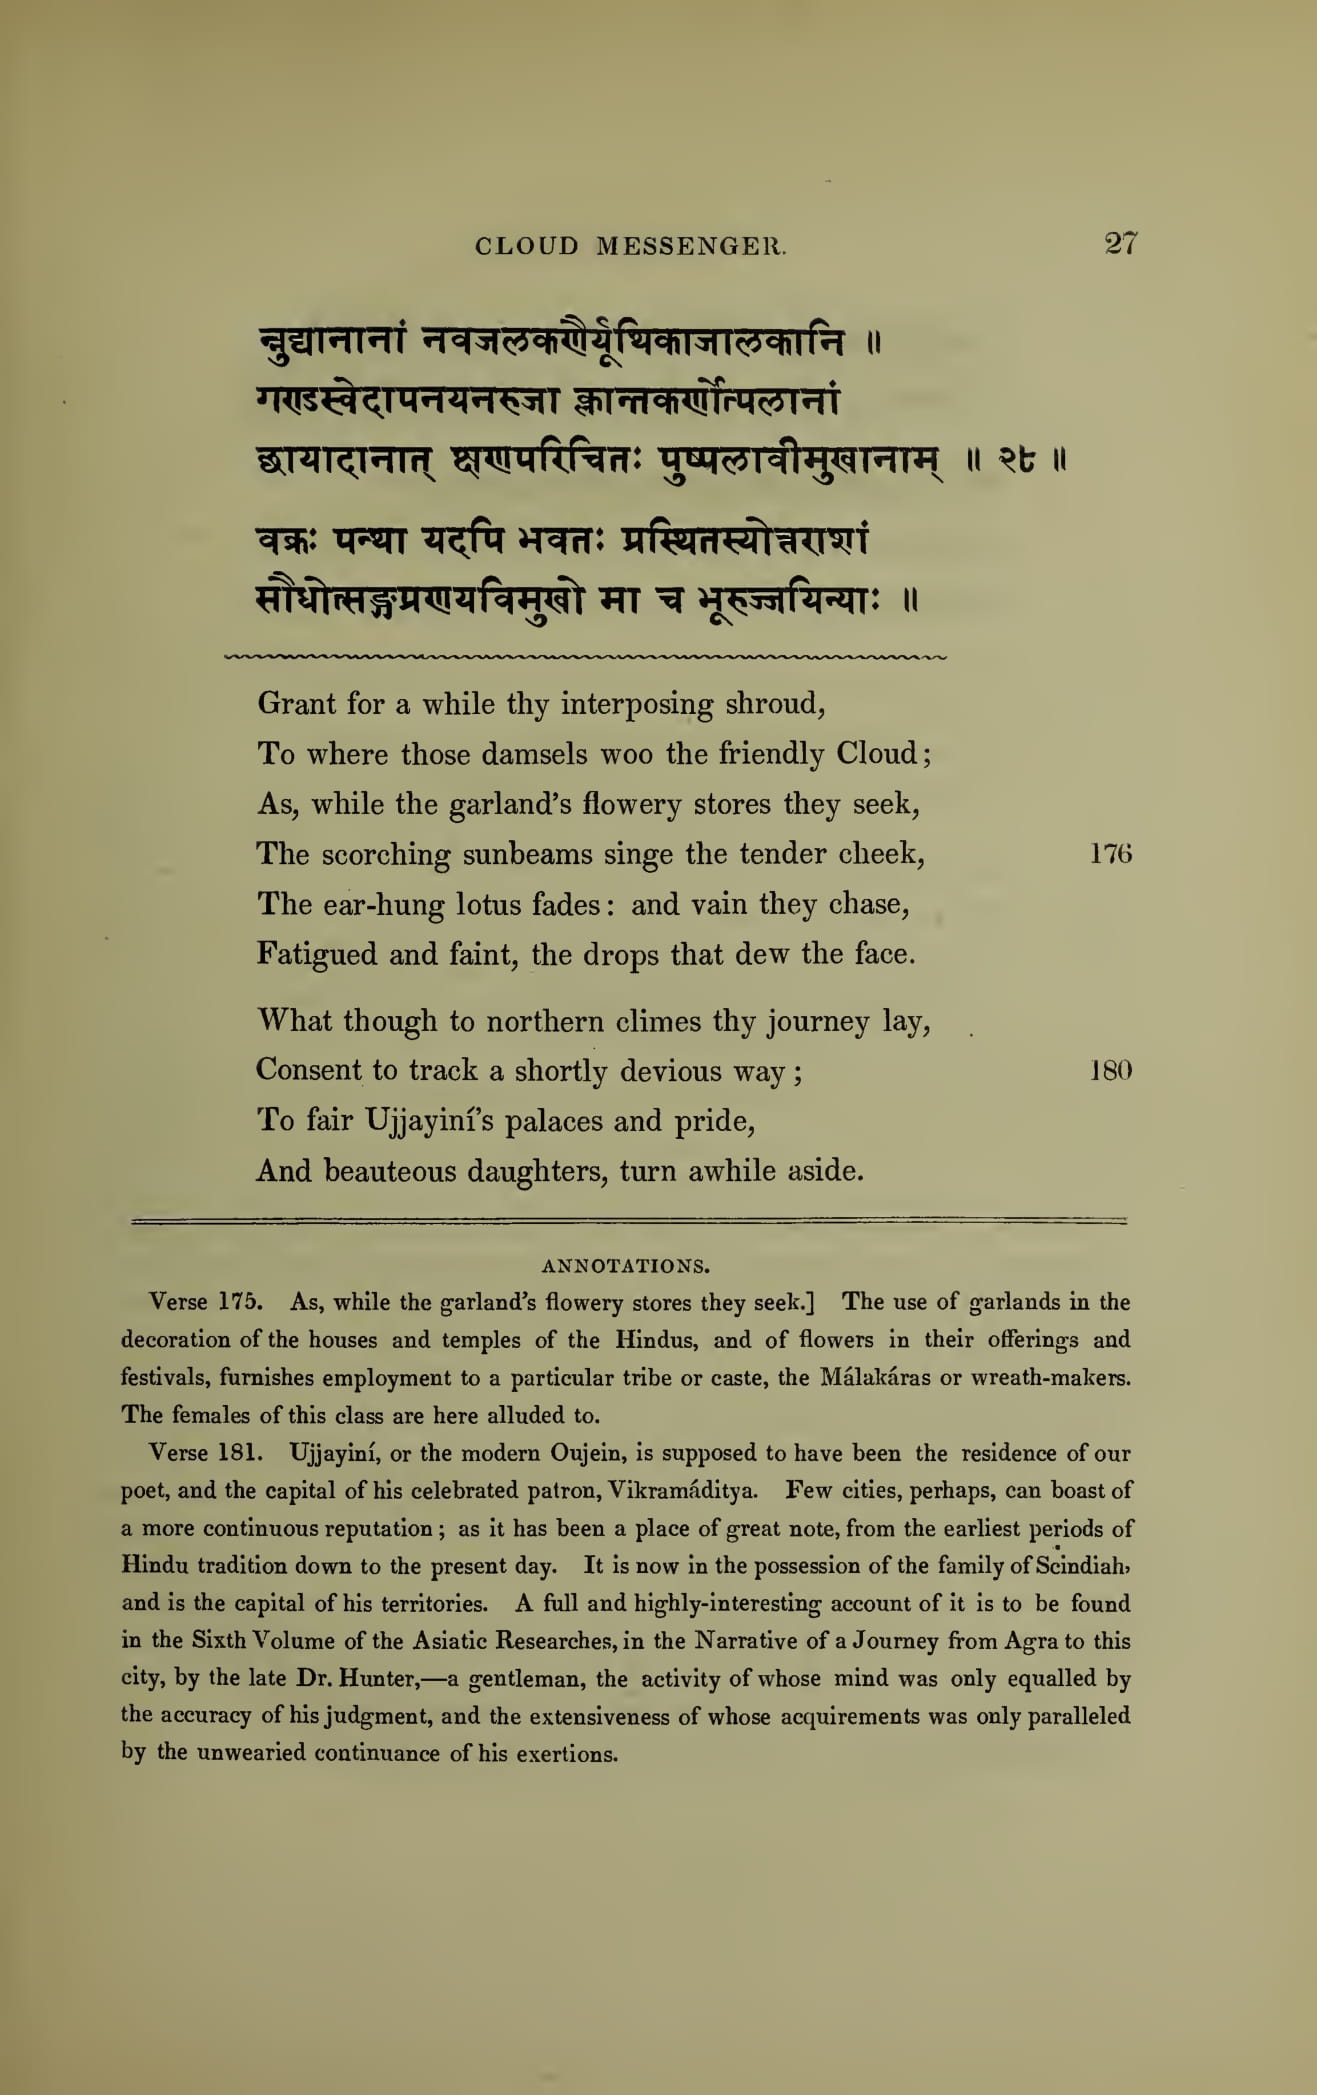 CLOUD MESSENGER. 27
न्नुद्यानानां नवजलकणैर्यूथिकाजालकानि ॥
गण्डस्वेदापनयनरुजा क्लान्तकर्णोत्पलानां
छायादानात् क्षणपरिचितः पुष्पलावीमुखानाम् ॥ २८ ॥
वक्रः पन्था यदपि भवतः प्रस्थितस्योत्तराशां
सौधोत्सङ्गप्रणयविमुखो मा च भूरुज्जयिन्याः ॥
Grant for a while thy interposing shroud,
To where those damsels woo the friendly Cloud;
As, while the garland's flowery stores they seek,
The scorching sunbeams singe the tender cheek, 176
The ear-hung lotus fades: and vain they chase,
Fatigued and faint, the drops that dew the face.
What though to northern climes thy journey lay,
Consent to track a shortly devious way; 180
To fair Ujjayiní's palaces and pride,
And beauteous daughters, turn awhile aside.
ANNOTATIONS.
Verse 175. As, while the garland's flowery stores they seek.] The use of garlands in the
decoration of the houses and temples of the Hindus, and of flowers in their offerings and
festivals, furnishes employment to a particular tribe or caste, the Málakáras or wreath-makers.
The females of this class are here alluded to.
Verse 181. Ujjayiní, or the modern Oujein, is supposed to have been the residence of our
poet, and the capital of his celebrated patron, Vikramáditya. Few cities, perhaps, can boast of
a more continuous reputation; as it has been a place of great note, from the earliest periods of
Hindu tradition down to the present day. It is now in the possession of the family of Scindiah,
and is the capital of his territories. A full and highly-interesting account of it is to be found
in the Sixth Volume of the Asiatic Researches, in the Narrative of a Journey from Agra to this
city, by the late Dr. Hunter,—a gentleman, the activity of whose mind was only equalled by
the accuracy of his judgment, and the extensiveness of whose acquirements was only paralleled
by the unwearied continuance of his exertions.